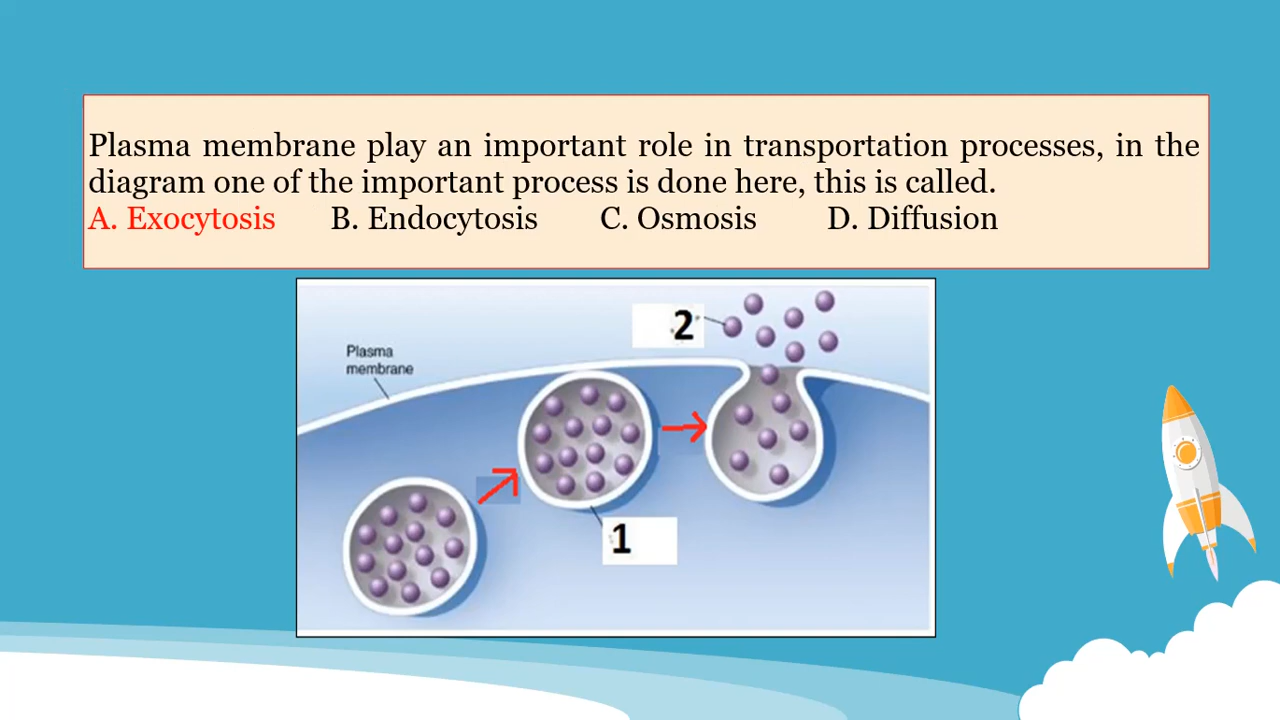 Plasma membrane play an important role in transportation processes, in the
diagram one of the important process is done here, this is called.
A. Exocytosis B. Endocytosis C. Osmosis D. Diffusion
2
Plasma
membrane
1